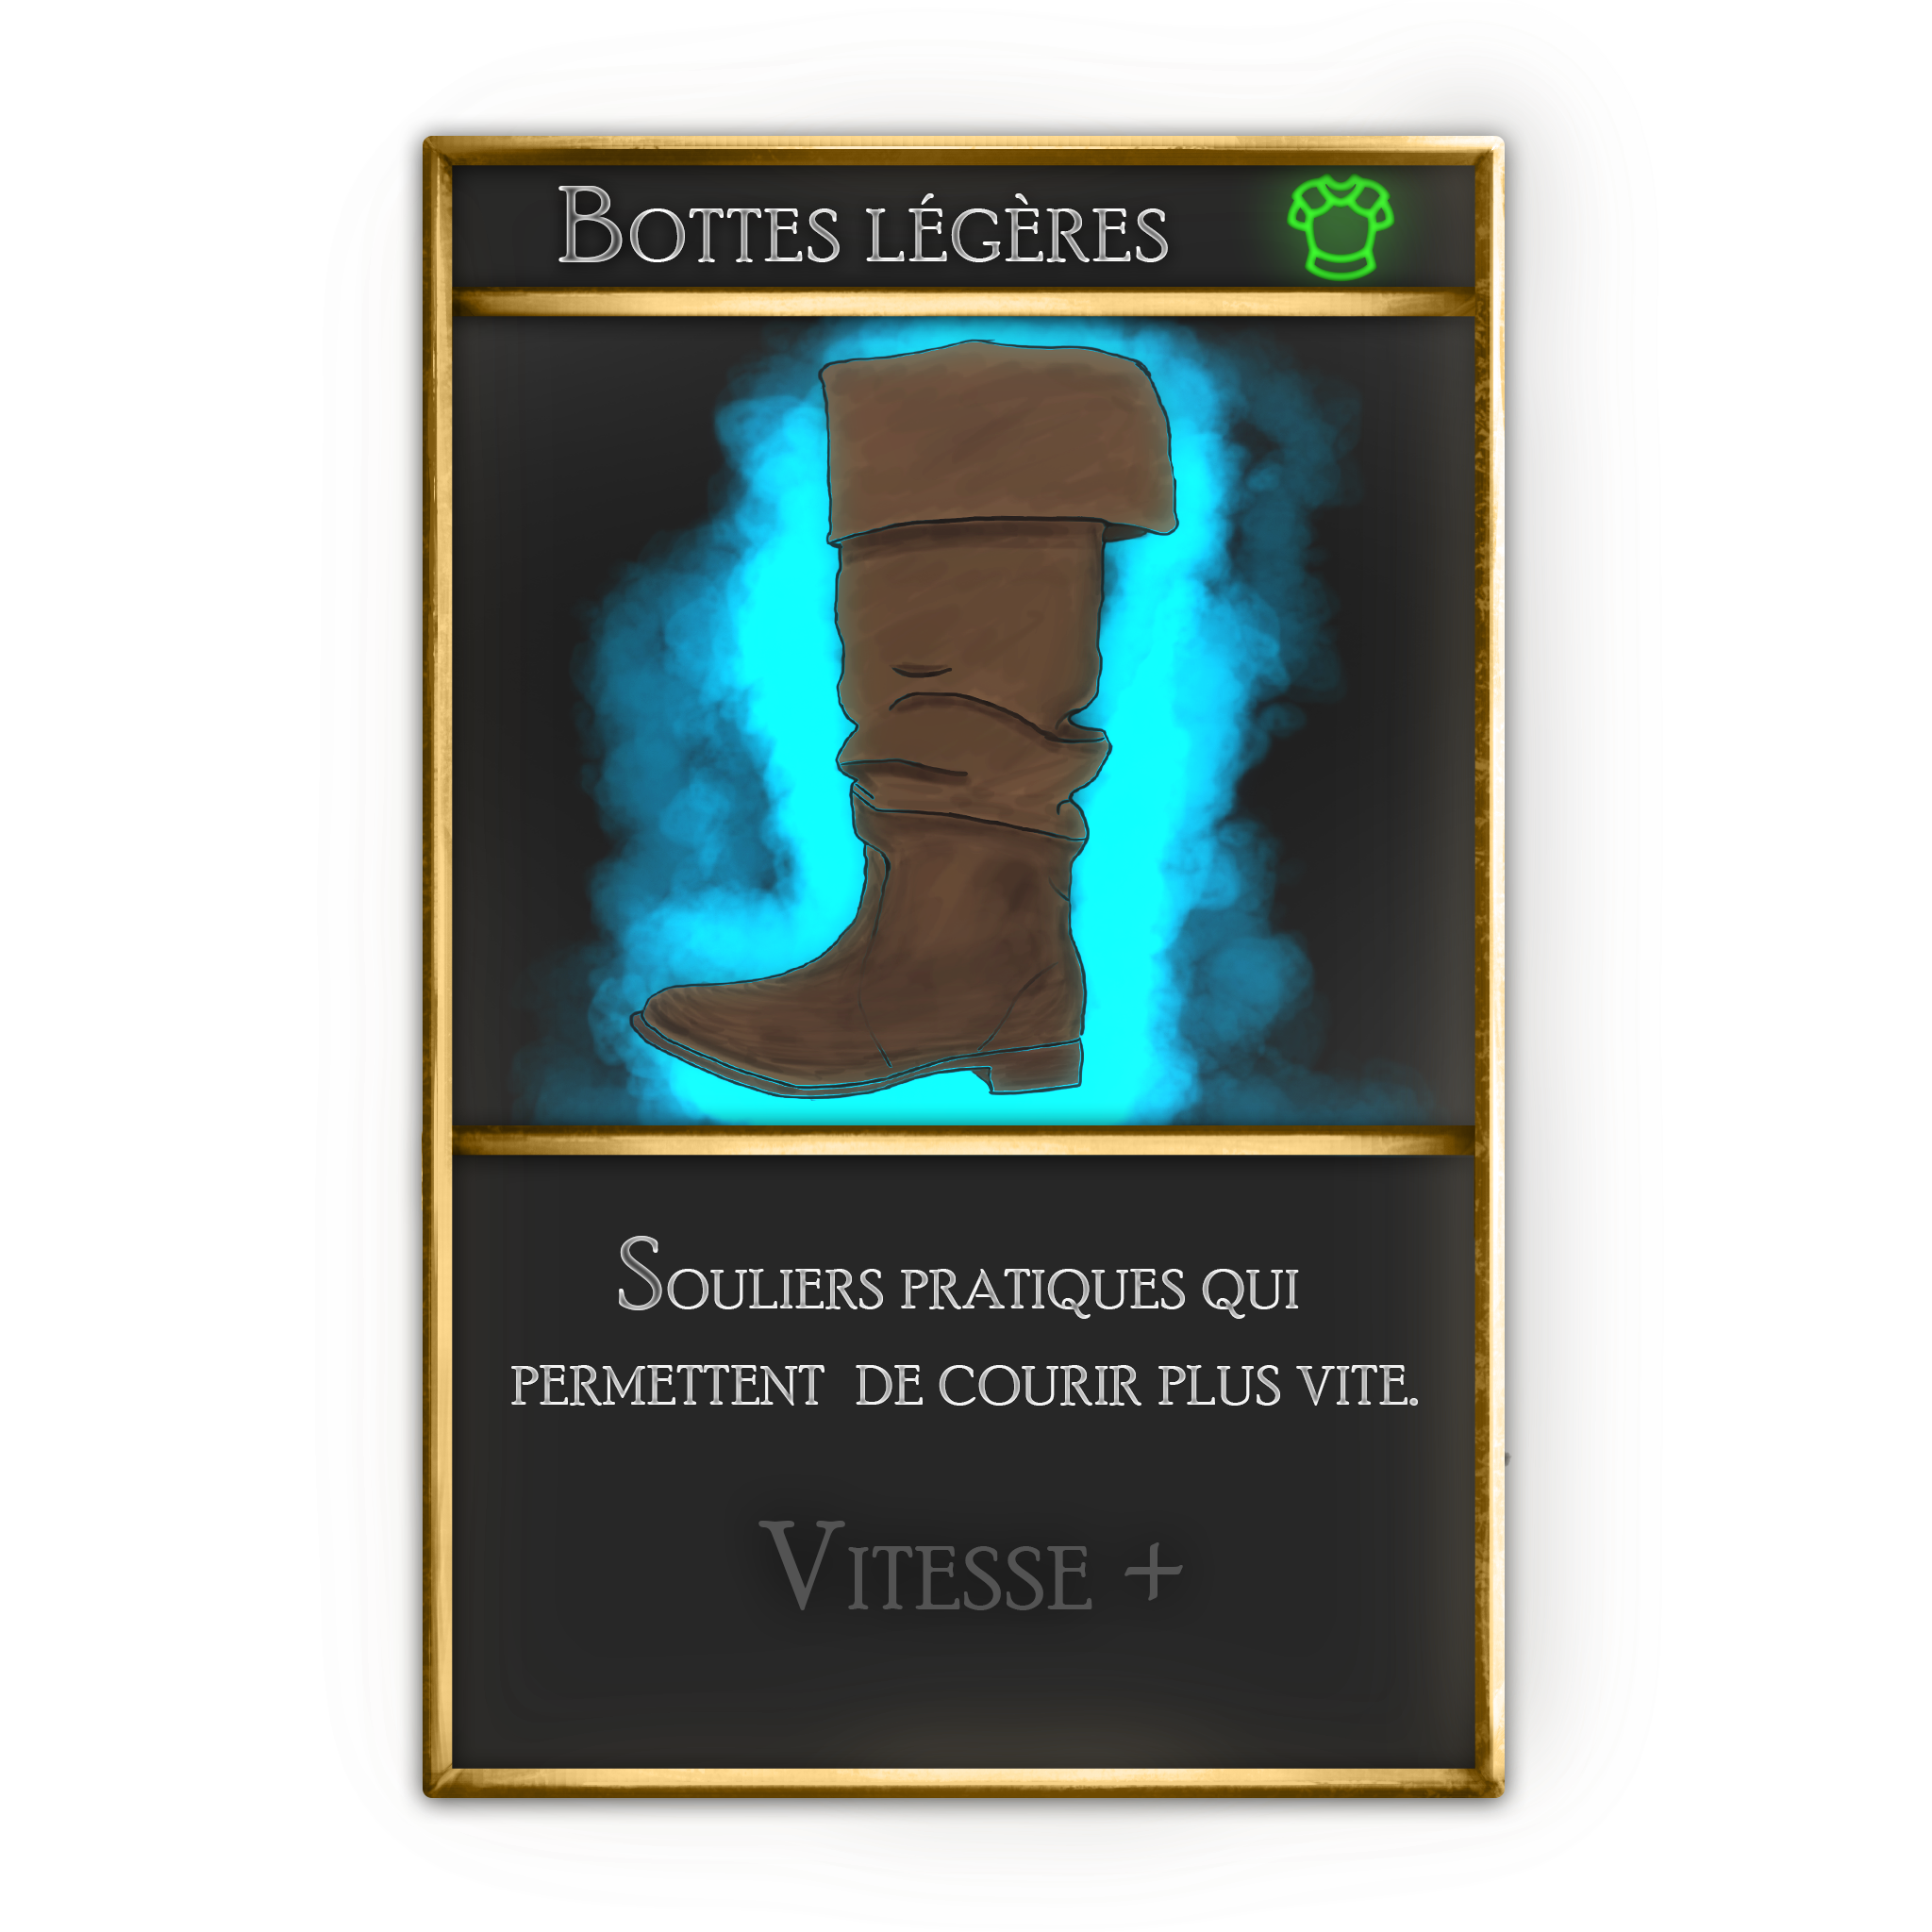 Bottes légères
Souliers pratiques qui
permettent de courir plus vite.
Vitesse +